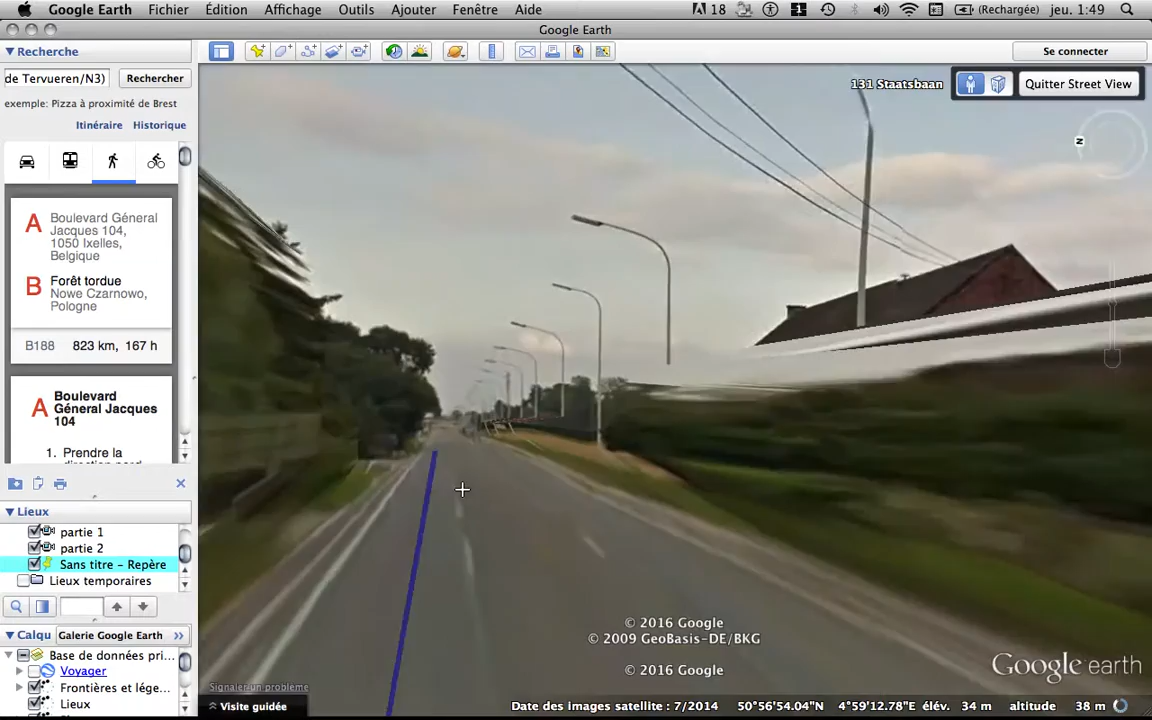 Google Earth Fichier Édition Affichage Outils Ajouter Fenêtre Aide 18 1 (Rechargée) jeu. 1:49
Google Earth
Recherche
Se connecter
de Tervueren/N3) Rechercher
exemple: Pizza à proximité de Brest
Itinéraire Historique
131 Staatsbaan
Quitter Street View
N
A Boulevard Géneral
Jacques 104,
1050 Ixelles,
Belgique
B Forêt tordue
Nowe Czarnowo,
Pologne
B188 823 km, 167 h
A Boulevard
Géneral Jacques
104
1. Prendre la
Lieux
partie 1
partie 2
Sans titre – Repère
Lieux temporaires
Calqu Galerie Google Earth >>
Base de données pri...
Voyager
Frontières et lége...
Lieux
© 2016 Google
© 2009 GeoBasis-DE/BKG
© 2016 Google
Google earth
Signaler un problème
Visite guidée
Date des images satellite : 7/2014 50°56'54.04"N 4°59'12.78"E élév. 34 m altitude 38 m